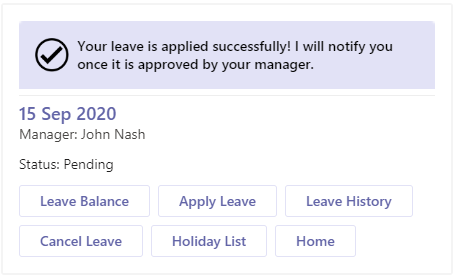 Your leave is applied successfully! I will notify you
once it is approved by your manager.
15 Sep 2020
Manager: John Nash
Status: Pending
Leave Balance Apply Leave Leave History
Cancel Leave Holiday List Home